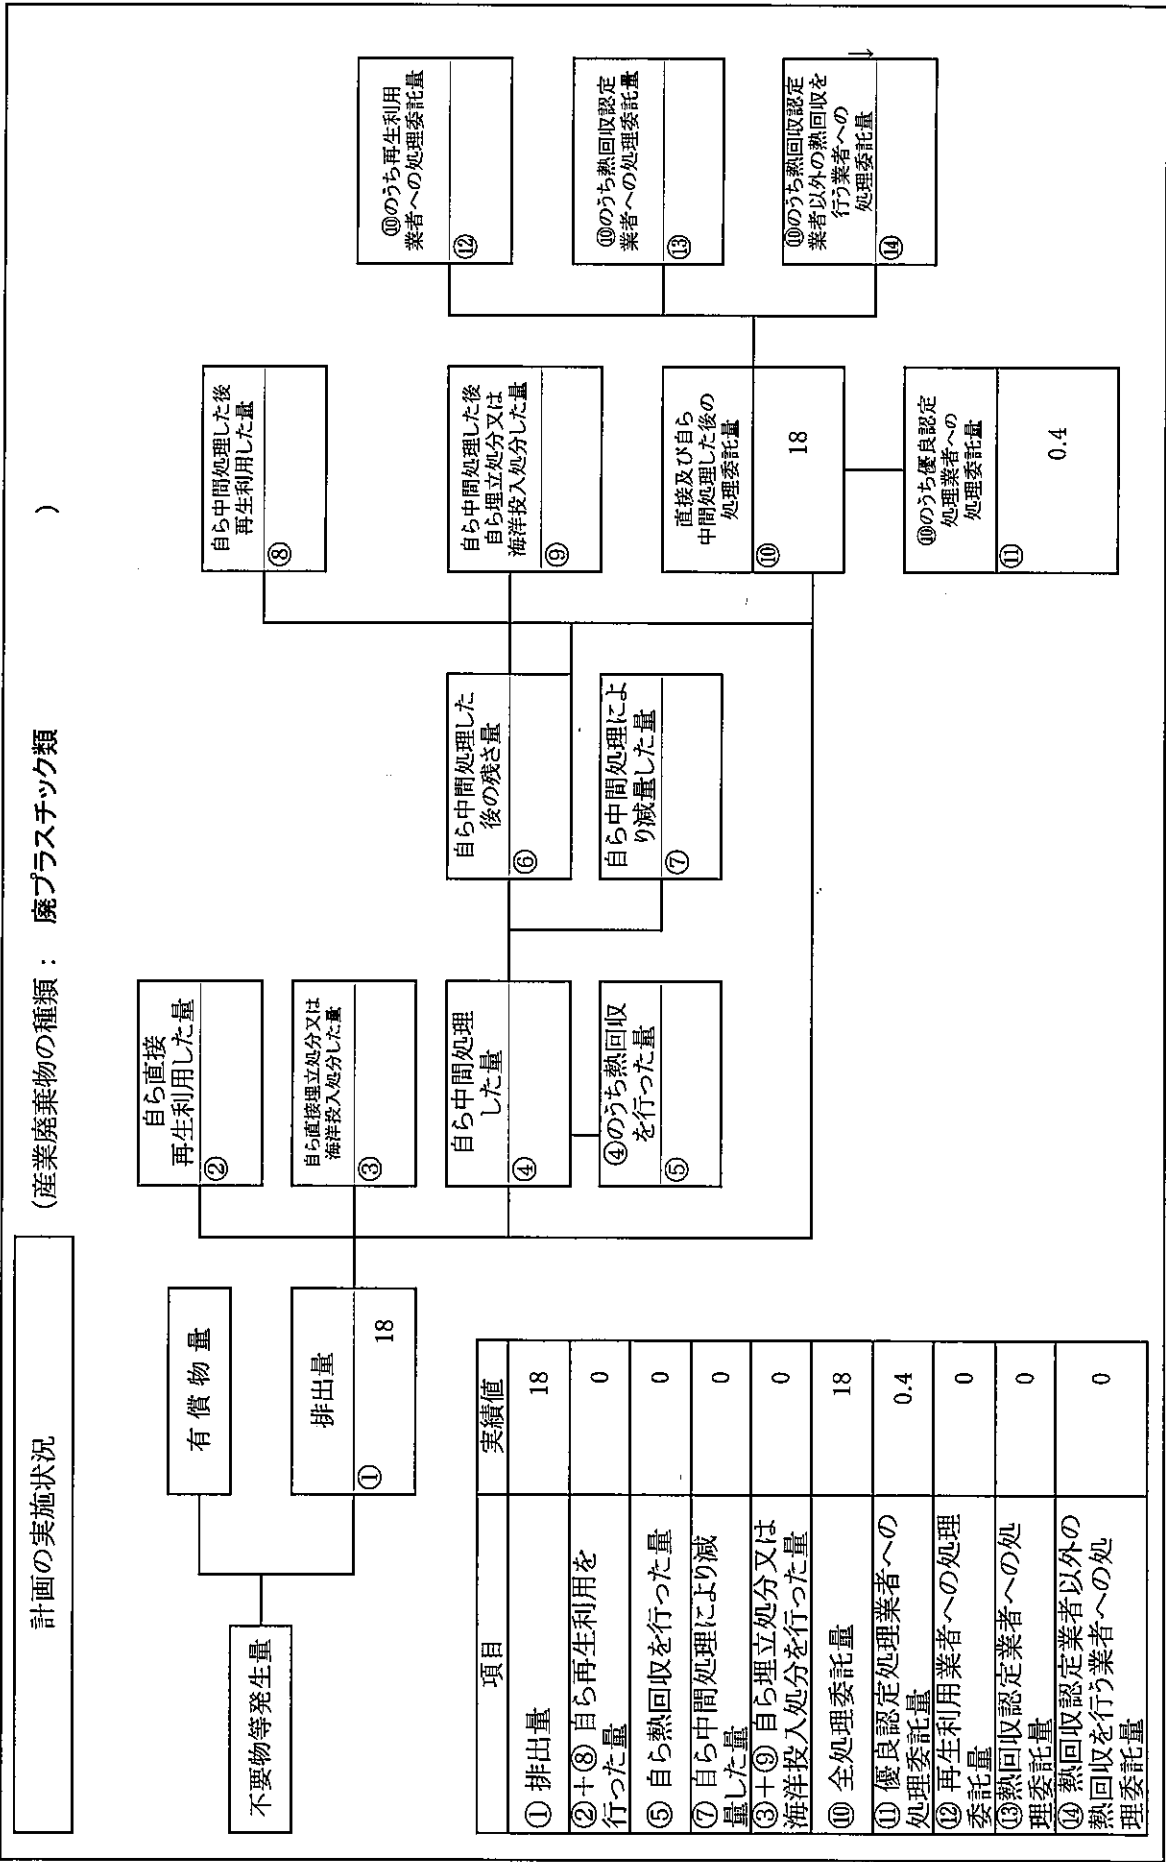 計画の実施状況
(産業廃棄物の種類： 廃プラスチック類 )
不要物等発生量
有償物量
排出量
① 18
自ら直接
再生利用した量
②
自ら直接埋立処分又は
海洋投入処分した量
③
自ら中間処理
した量
④
④のうち熱回収
を行った量
⑤
自ら中間処理した
後の残さ量
⑥
自ら中間処理によ
り減量した量
⑦
自ら中間処理した後
再生利用した量
⑧
自ら中間処理した後
自ら埋立処分又は
海洋投入処分した量
⑨
直接及び自ら
中間処理した後の
処理委託量
⑩ 18
⑩のうち優良認定
処理業者への
処理委託量
⑪ 0.4
⑩のうち再生利用
業者への処理委託量
⑫
⑩のうち熱回収認定
業者への処理委託量
⑬
⑩のうち熱回収認定
業者以外の熱回収を
行う業者への
処理委託量
⑭
↓
項目 実績値
① 排出量 18
②＋⑧ 自ら再生利用を
行った量 0
⑤ 自ら熱回収を行った量 0
⑦ 自ら中間処理により減
量した量 0
③＋⑨ 自ら埋立処分又は
海洋投入処分を行った量 0
⑩ 全処理委託量 18
⑪ 優良認定処理業者への
処理委託量 0.4
⑫ 再生利用業者への処理
委託量 0
⑬熱回収認定業者への処
理委託量 0
⑭ 熱回収認定業者以外の
熱回収を行う業者への処
理委託量 0